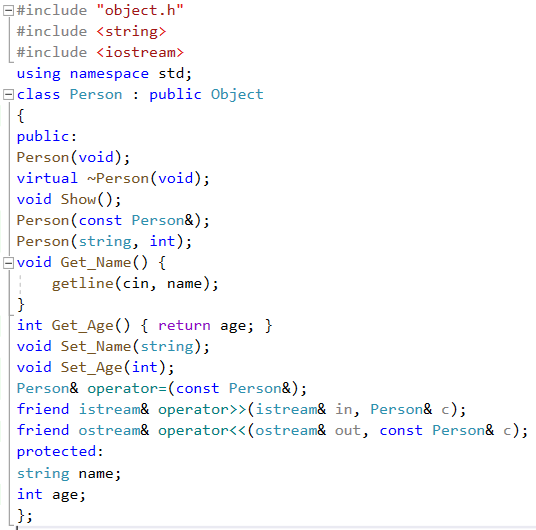 #include "object.h"
#include <string>
#include <iostream>
using namespace std;
class Person : public Object
{
public:
Person(void);
virtual ~Person(void);
void Show();
Person(const Person&);
Person(string, int);
void Get_Name() {
    getline(cin, name);
}
int Get_Age() { return age; }
void Set_Name(string);
void Set_Age(int);
Person& operator=(const Person&);
friend istream& operator>>(istream& in, Person& c);
friend ostream& operator<<(ostream& out, const Person& c);
protected:
string name;
int age;
};